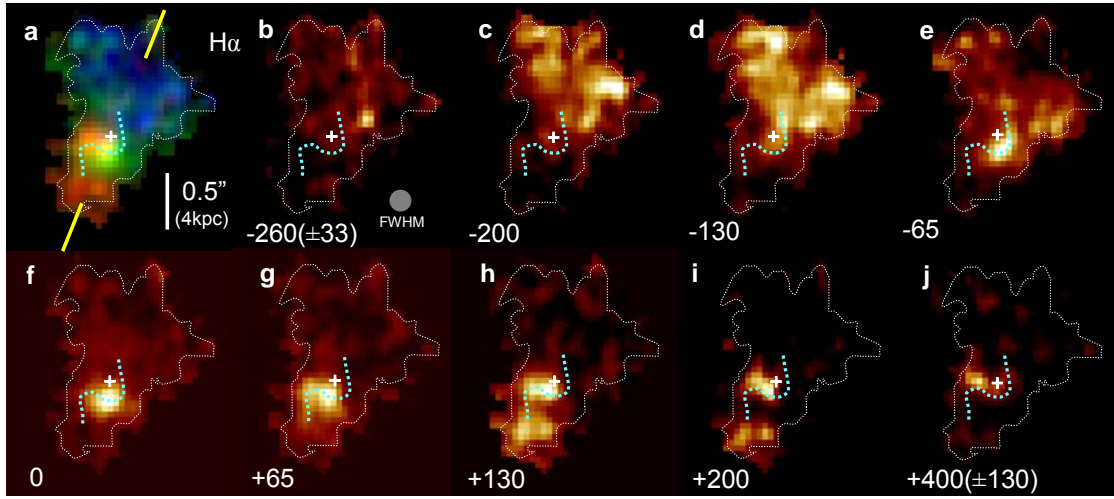 a
Hα
b
c
d
e
0.5”
(4kpc)
FWHM
-260(±33)
-200
-130
-65
f
g
h
i
j
0
+65
+130
+200
+400(±130)